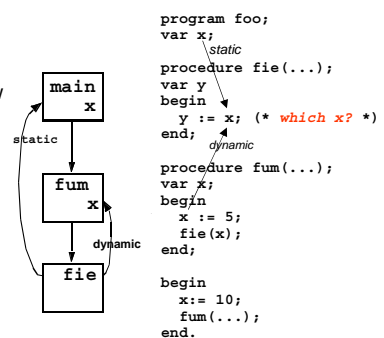 main
x
static
fum
x
dynamic
fie
program foo;
var x;
static
procedure fie(...);
var y
begin
y := x; (* which x? *)
end;
dynamic
procedure fum(...);
var x;
begin
x := 5;
fie(x);
end;
begin
x:= 10;
fum(...);
end.